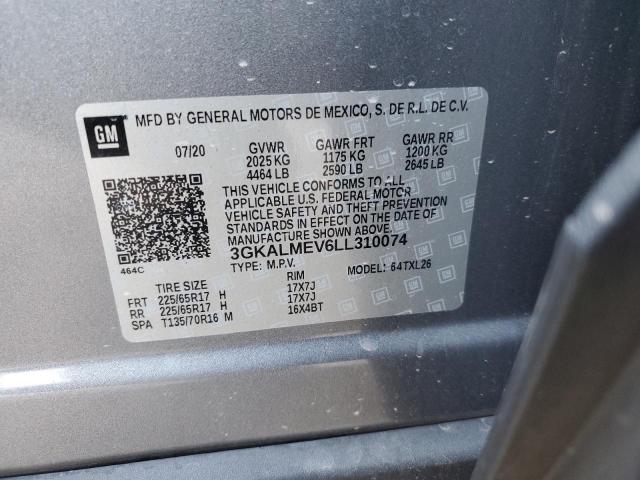 GM
MFD BY GENERAL MOTORS DE MEXICO, S. DE R.L. DE C.V.
07/20 GVWR GAWR FRT GAWR RR
2025 KG 1175 KG 1200 KG
4464 LB 2590 LB 2645 LB
THIS VEHICLE CONFORMS TO ALL
APPLICABLE U.S. FEDERAL MOTOR
VEHICLE SAFETY AND THEFT PREVENTION
STANDARDS IN EFFECT ON THE DATE OF
MANUFACTURE SHOWN ABOVE.
3GKALMEV6LL310074
464C
TYPE: M.P.V. MODEL: 64TXL26
TIRE SIZE RIM
FRT 225/65R17 H 17X7J
RR 225/65R17 H 17X7J
SPA T135/70R16 M 16X4BT